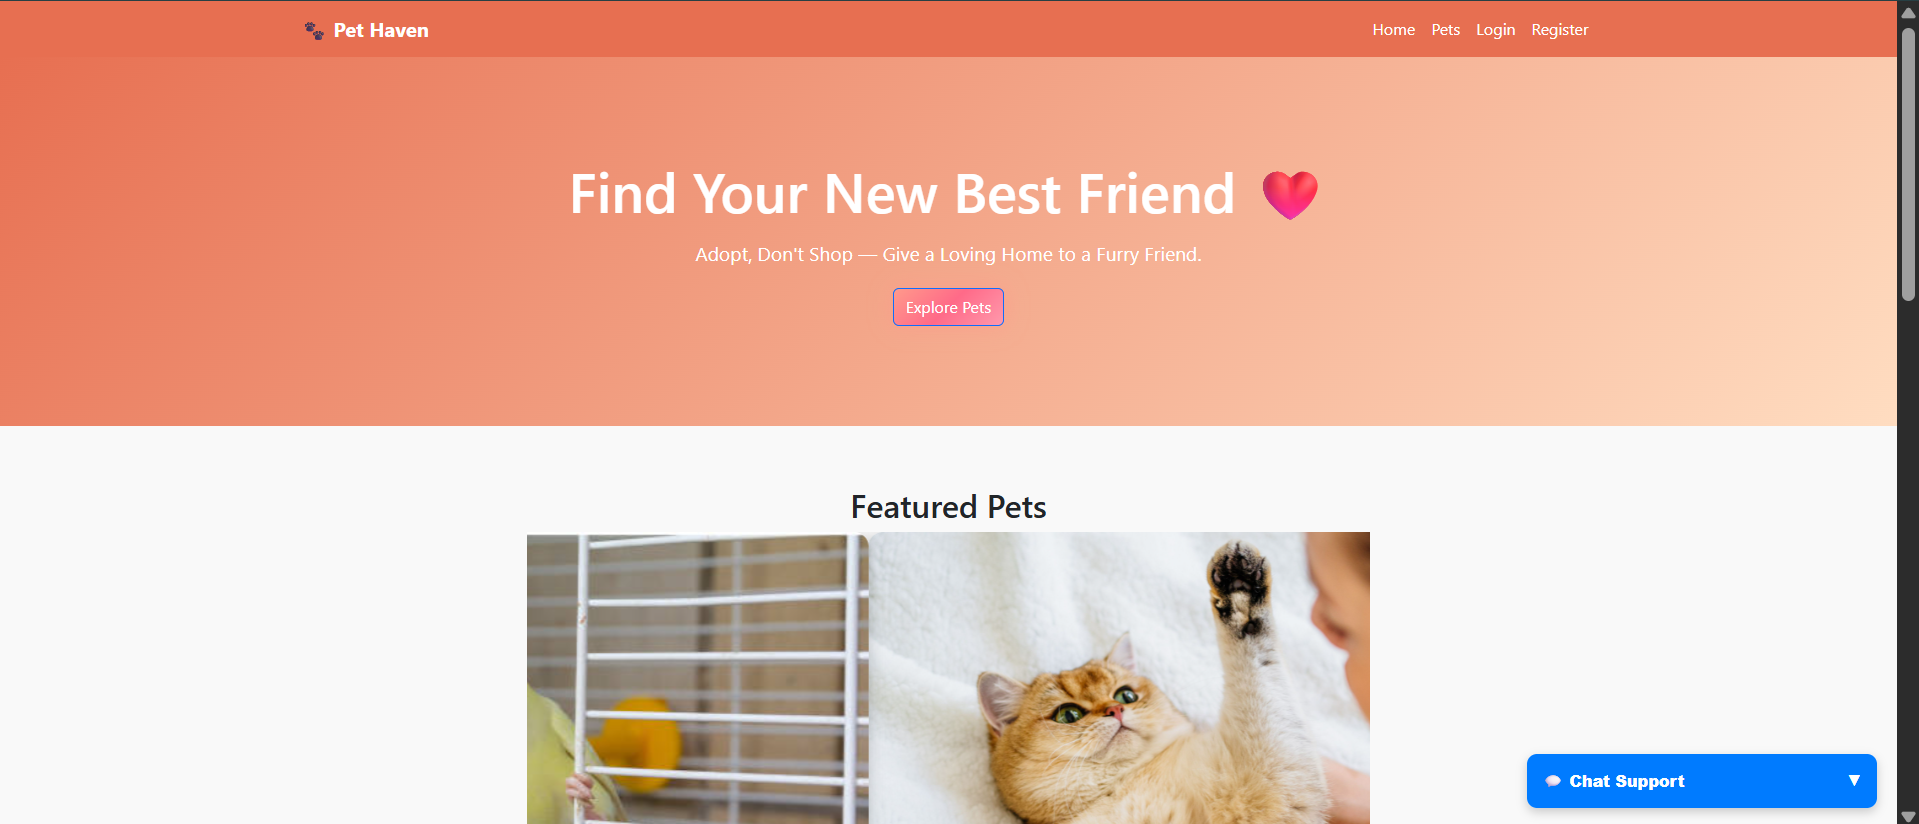 🐾 Pet Haven
Home Pets Login Register
Find Your New Best Friend 💖
Adopt, Don't Shop — Give a Loving Home to a Furry Friend.
Explore Pets
Featured Pets
💬 Chat Support ▼